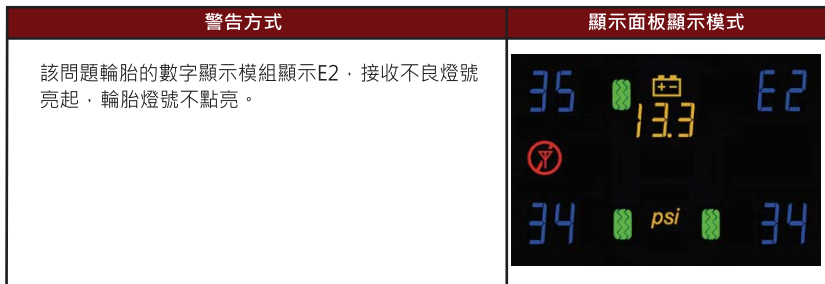 警告方式
顯示面板顯示模式
該問題輪胎的數字顯示模組顯示E2，接收不良燈號
亮起，輪胎燈號不點亮。
35 E2
13.3
34 psi 34